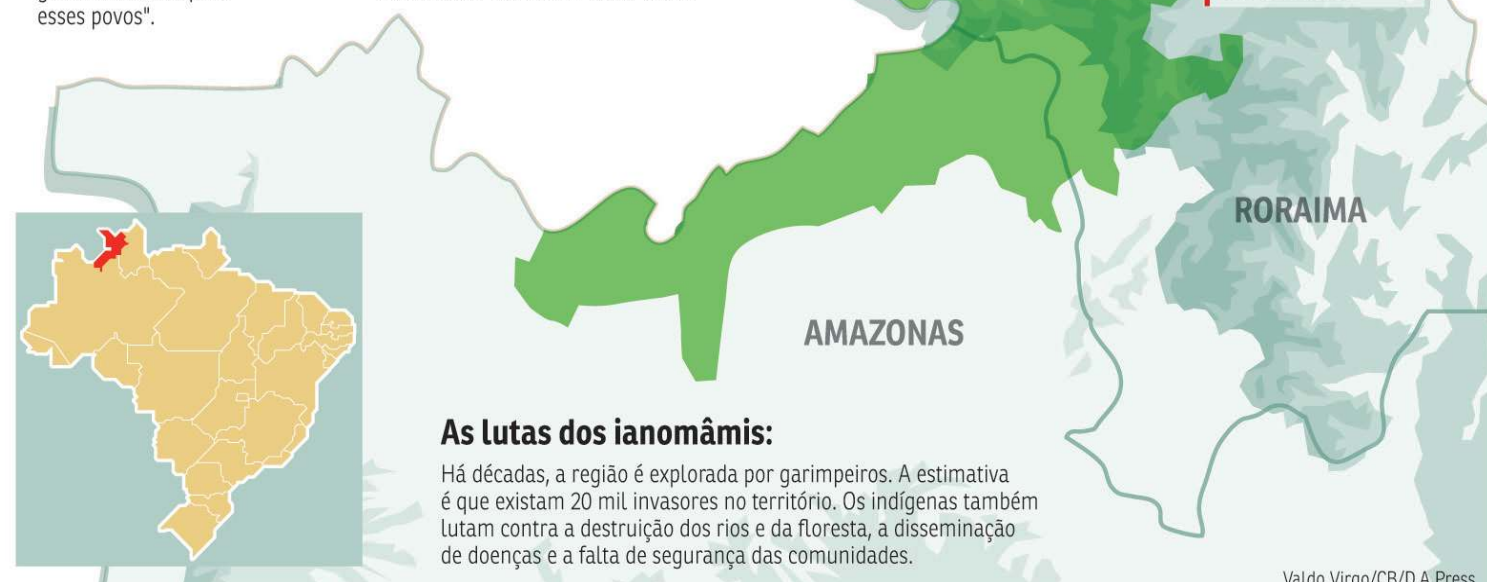 esses povos".
RORAIMA
AMAZONAS
As lutas dos ianomâmis:
Há décadas, a região é explorada por garimpeiros. A estimativa
é que existam 20 mil invasores no território. Os indígenas também
lutam contra a destruição dos rios e da floresta, a disseminação
de doenças e a falta de segurança das comunidades.
Valdo Virgo/CB/D.A Press